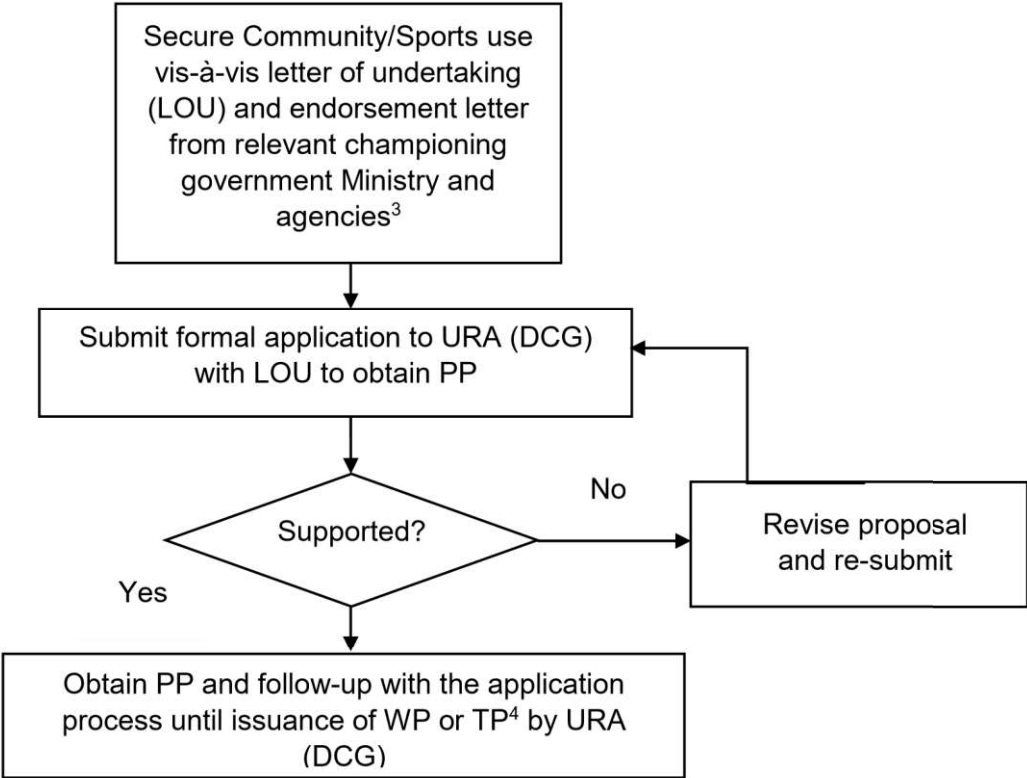 Secure Community/Sports use
vis-à-vis letter of undertaking
(LOU) and endorsement letter
from relevant championing
government Ministry and
agencies³
Submit formal application to URA (DCG)
with LOU to obtain PP
Supported?
No
Revise proposal
and re-submit
Yes
Obtain PP and follow-up with the application
process until issuance of WP or TP⁴ by URA
(DCG)